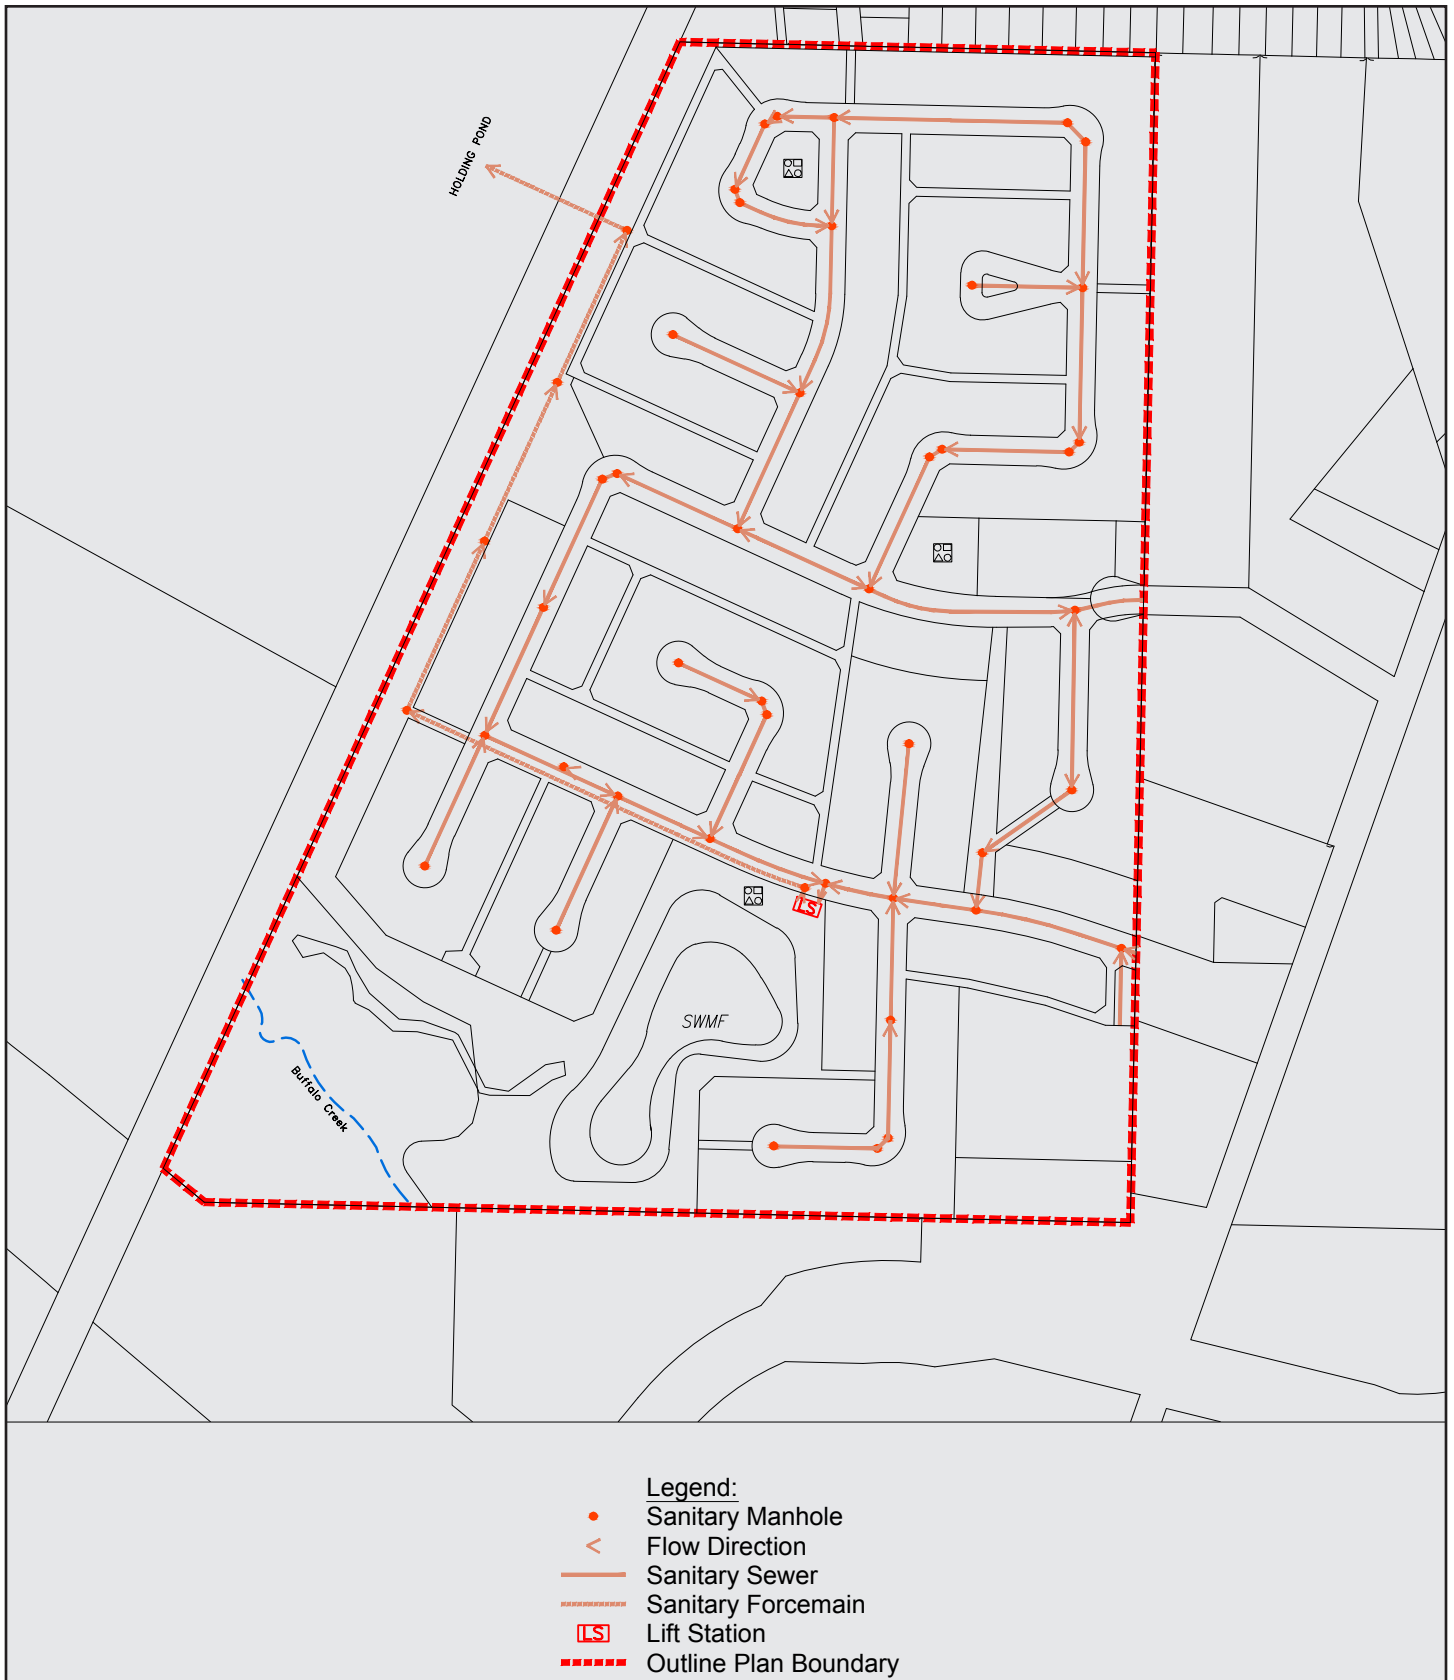 HOLDING POND
LS
SWMF
Buffalo Creek
Legend:
Sanitary Manhole
Flow Direction
Sanitary Sewer
Sanitary Forcemain
LS Lift Station
Outline Plan Boundary